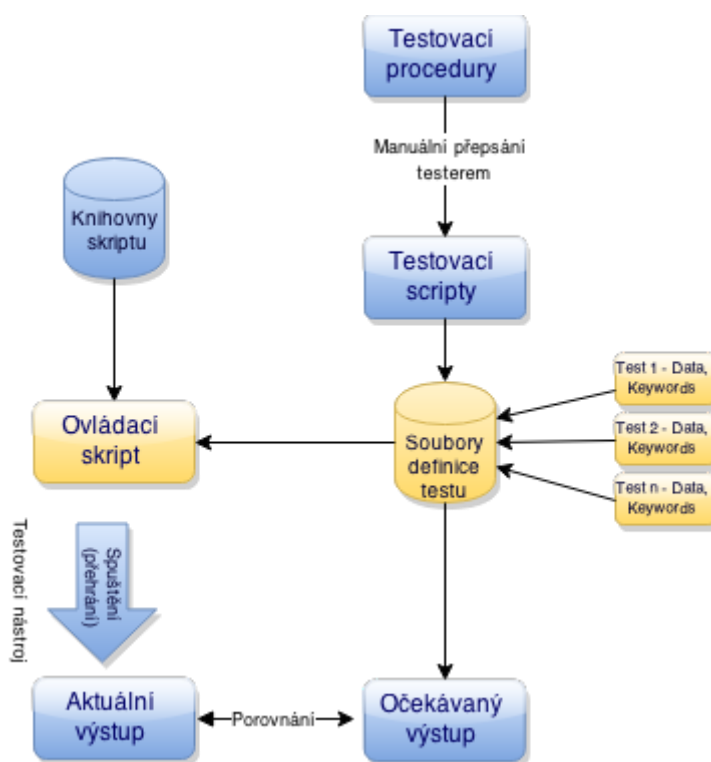 Testovací
procedury
Manuální přepsání
testerem
Knihovny
skriptu
Testovací
scripty
Test 1 - Data,
Keywords
Ovládací
skript
Soubory
definice
testu
Test 2 - Data,
Keywords
Test n - Data,
Keywords
Testovací nástroj
Spuštění
(přehrání)
Aktuální
výstup
Porovnání
Očekávaný
výstup